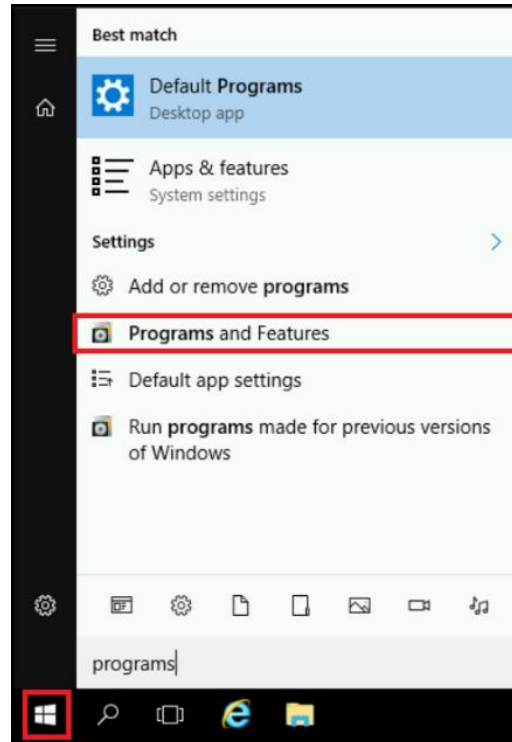 Best match
Default Programs
Desktop app
Apps & features
System settings
Settings
Add or remove programs
Programs and Features
Default app settings
Run programs made for previous versions
of Windows
programs